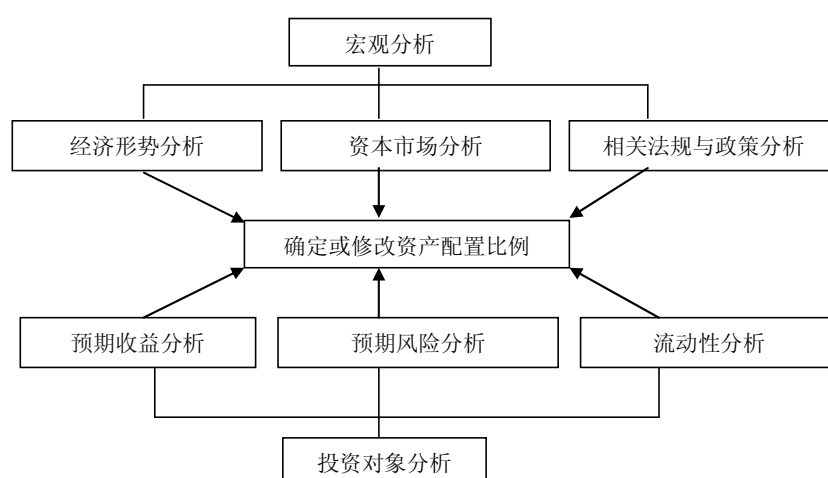 宏观分析
经济形势分析
资本市场分析
相关法规与政策分析
确定或修改资产配置比例
预期收益分析
预期风险分析
流动性分析
投资对象分析